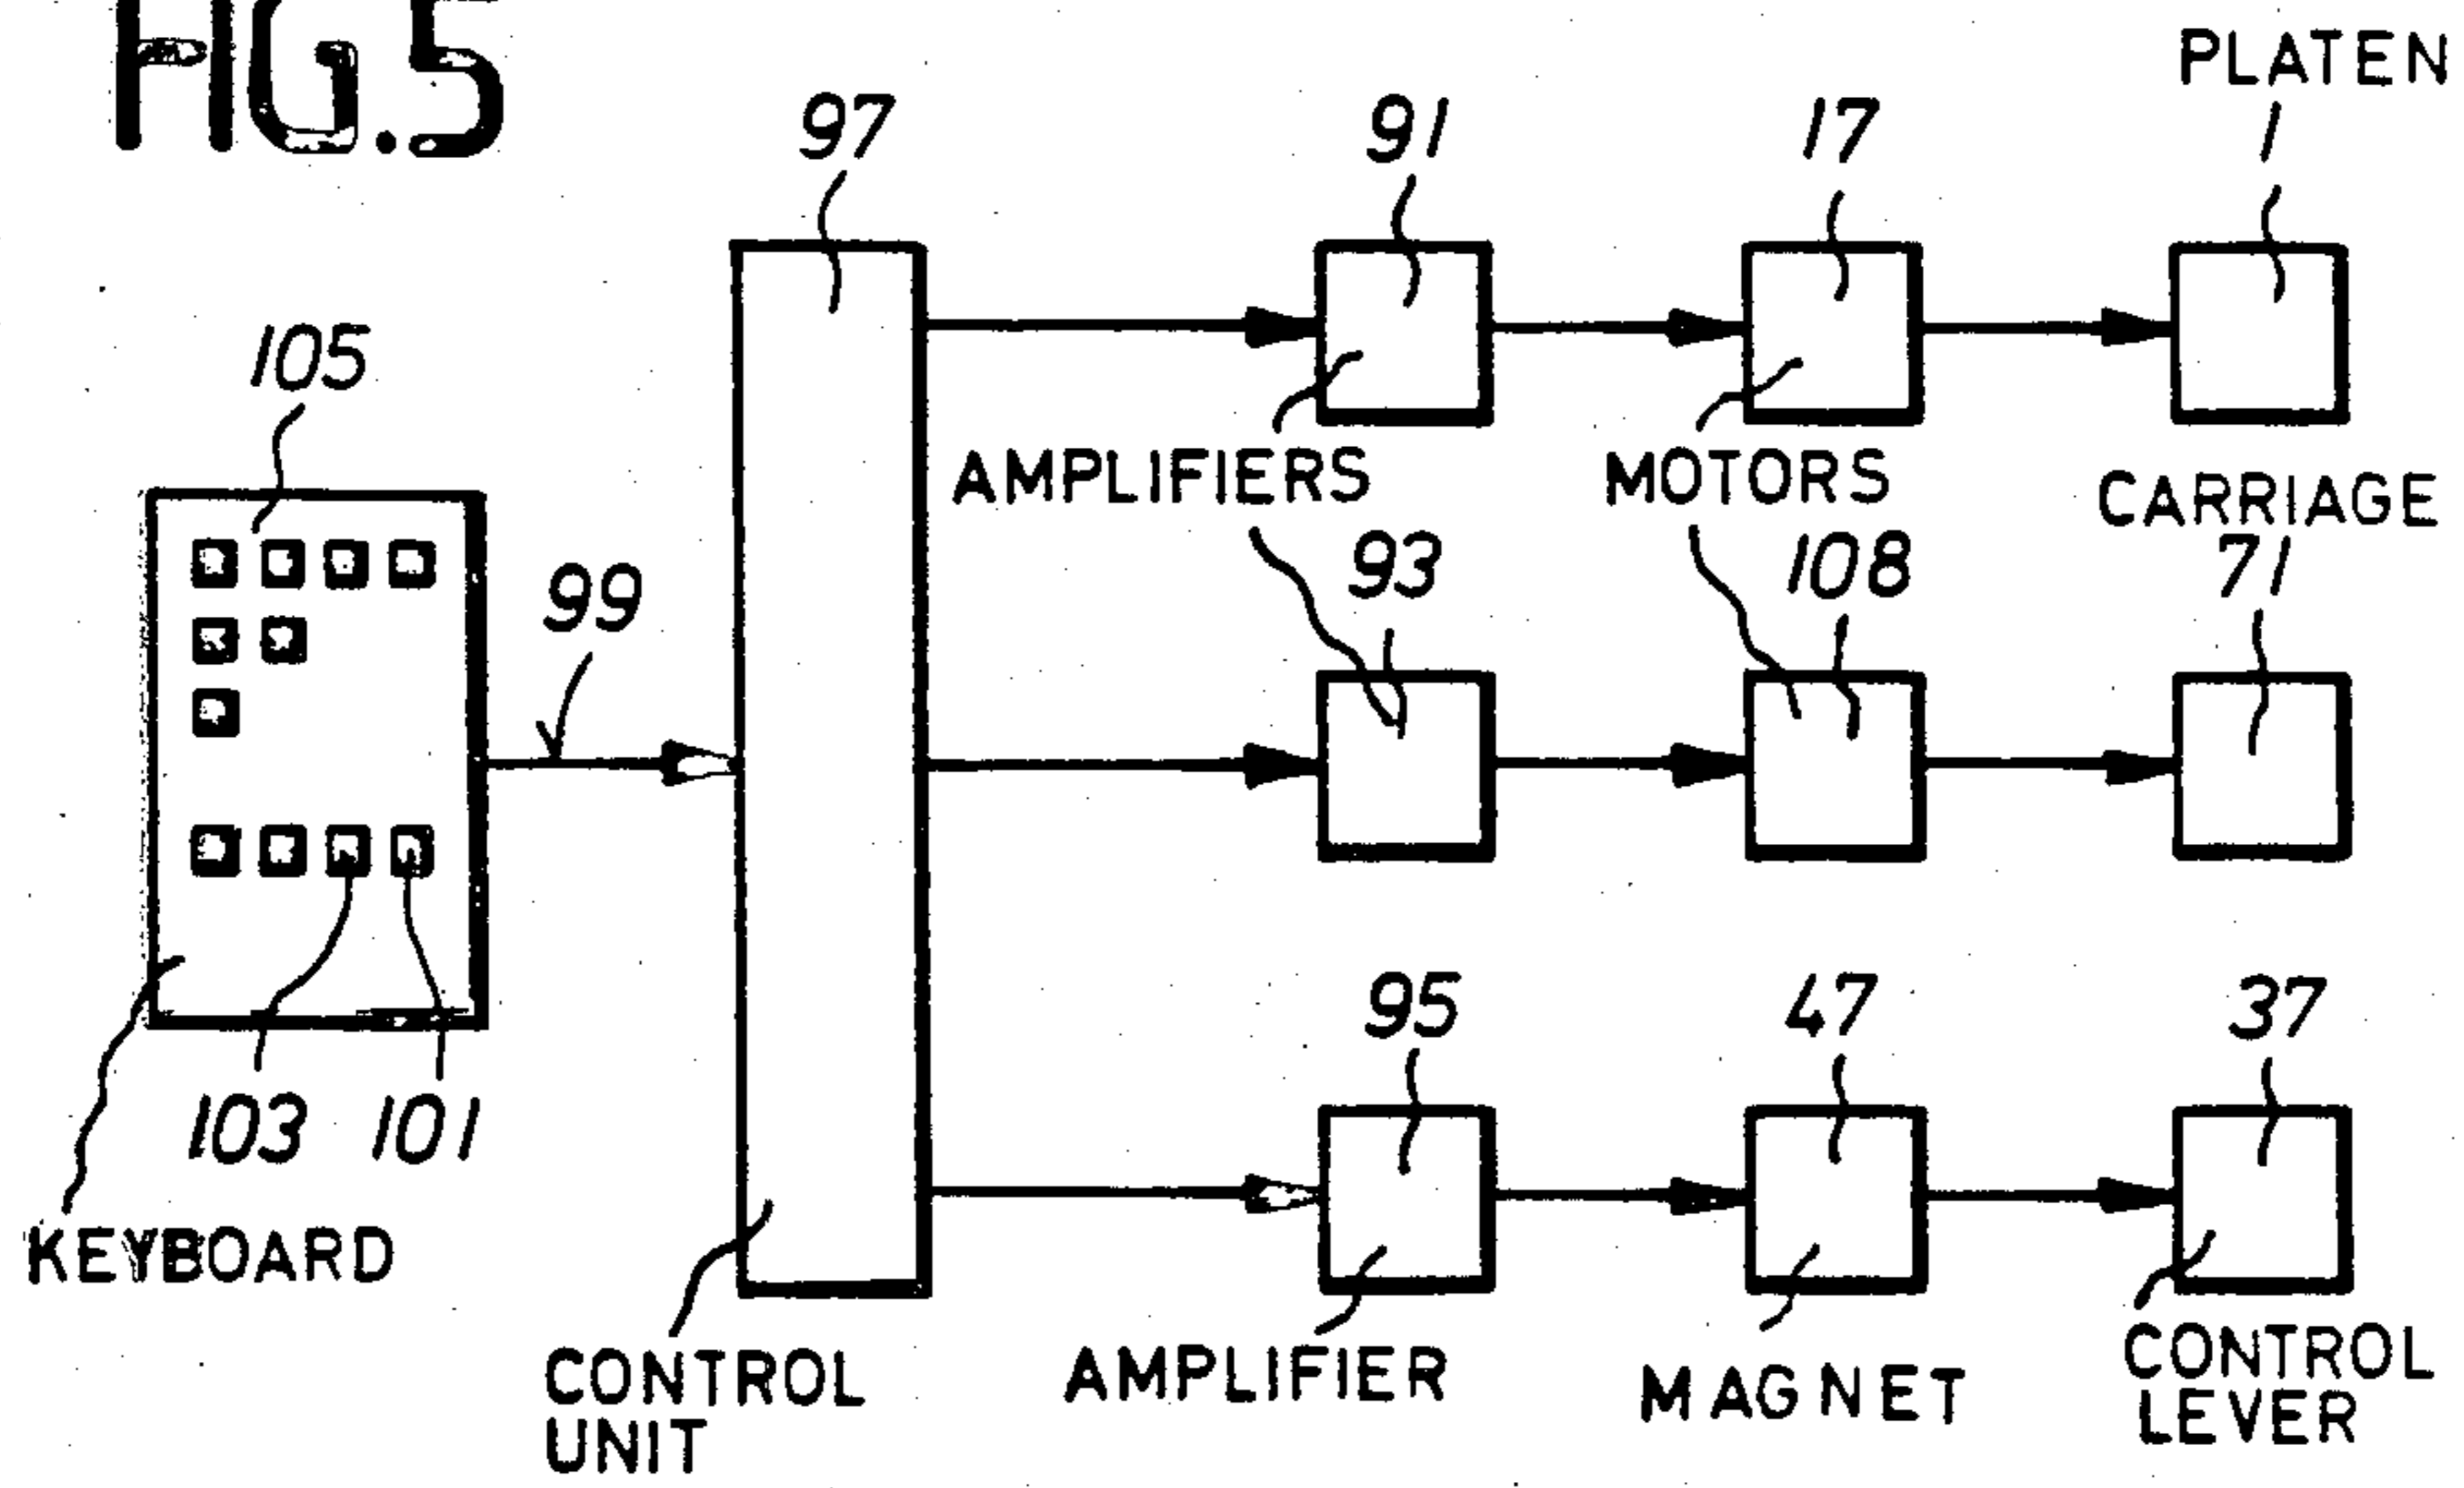 FIG.5
PLATEN
97
91
17
1
105
AMPLIFIERS
MOTORS
CARRIAGE
99
93
108
71
95
47
37
103
101
KEYBOARD
CONTROL
UNIT
AMPLIFIER
MAGNET
CONTROL
LEVER